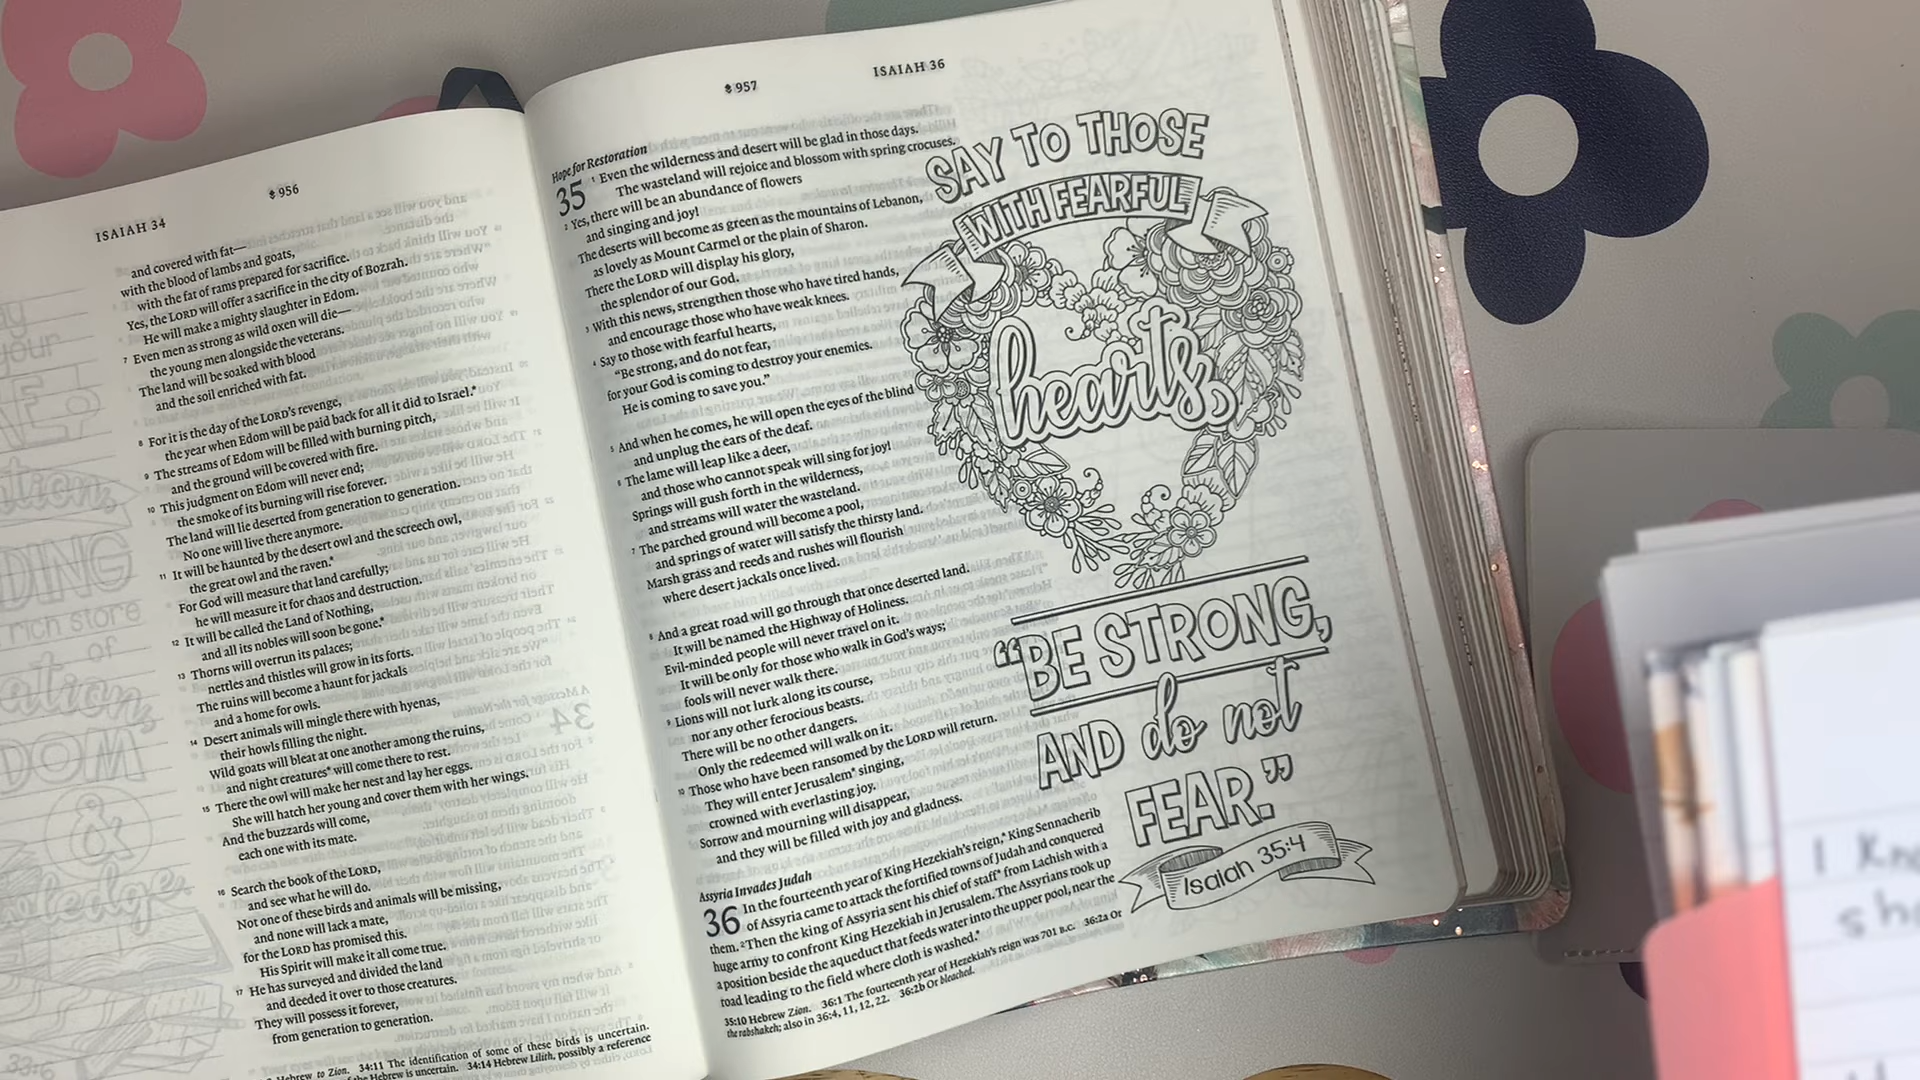 ISAIAH 34
956
and covered with fat—
with the blood of lambs and goats,
with the fat of rams prepared for sacrifice.
Yes, the LORD will offer a sacrifice in the city of Bozrah.
He will make a mighty slaughter in Edom.
7 Even men as strong as wild oxen will die—
the young men alongside the veterans.
The land will be soaked with blood
and the soil enriched with fat.
8 For it is the day of the LORD's revenge,
the year when Edom will be paid back for all it did to Israel.*
9 The streams of Edom will be filled with burning pitch,
and the ground will be covered with fire.
10 This judgment on Edom will never end;
the smoke of its burning will rise forever.
The land will lie deserted from generation to generation.
No one will live there anymore.
11 It will be haunted by the desert owl and the screech owl,
the great owl and the raven.*
For God will measure that land carefully;
he will measure it for chaos and destruction.
12 It will be called the Land of Nothing,
and all its nobles will soon be gone.*
13 Thorns will overrun its palaces;
nettles and thistles will grow in its forts.
The ruins will become a haunt for jackals
and a home for owls.
14 Desert animals will mingle there with hyenas,
their howls filling the night.
Wild goats will bleat at one another among the ruins,
and night creatures* will come there to rest.
15 There the owl will make her nest and lay her eggs.
She will hatch her young and cover them with her wings.
And the buzzards will come,
each one with its mate.
16 Search the book of the LORD,
and see what he will do.
Not one of these birds and animals will be missing,
and none will lack a mate,
for the LORD has promised this.
His Spirit will make it all come true.
17 He has surveyed and divided the land
and deeded it over to those creatures.
They will possess it forever,
from generation to generation.
Hebrew to Zion. 34:11 The identification of some of these birds is uncertain.
of the Hebrew is uncertain. 34:14 Hebrew Lilith, possibly a reference
957
ISAIAH 36
Hope for Restoration
35 1 Even the wilderness and desert will be glad in those days.
The wasteland will rejoice and blossom with spring crocuses.
2 Yes, there will be an abundance of flowers
and singing and joy!
The deserts will become as green as the mountains of Lebanon,
as lovely as Mount Carmel or the plain of Sharon.
There the LORD will display his glory,
the splendor of our God.
3 With this news, strengthen those who have tired hands,
and encourage those who have weak knees.
4 Say to those with fearful hearts,
"Be strong, and do not fear,
for your God is coming to destroy your enemies.
He is coming to save you."
5 And when he comes, he will open the eyes of the blind
and unplug the ears of the deaf.
6 The lame will leap like a deer,
and those who cannot speak will sing for joy!
Springs will gush forth in the wilderness,
and streams will water the wasteland.
7 The parched ground will become a pool,
and springs of water will satisfy the thirsty land.
Marsh grass and reeds and rushes will flourish
where desert jackals once lived.
8 And a great road will go through that once deserted land.
It will be named the Highway of Holiness.
Evil-minded people will never travel on it.
It will be only for those who walk in God's ways;
fools will never walk there.
9 Lions will not lurk along its course,
nor any other ferocious beasts.
There will be no other dangers.
Only the redeemed will walk on it.
10 Those who have been ransomed by the LORD will return.
They will enter Jerusalem* singing,
crowned with everlasting joy.
Sorrow and mourning will disappear,
and they will be filled with joy and gladness.
Assyria Invades Judah
36 In the fourteenth year of King Hezekiah's reign,* King Sennacherib
of Assyria came to attack the fortified towns of Judah and conquered
them. 2 Then the king of Assyria sent his chief of staff* from Lachish with a
huge army to confront King Hezekiah in Jerusalem. The Assyrians took up
a position beside the aqueduct that feeds water into the upper pool, near the
road leading to the field where cloth is washed.*
35:10 Hebrew Zion. 36:1 The fourteenth year of Hezekiah's reign was 701 B.C. 36:2a Or
the rabshakeh; also in 36:4, 11, 12, 22. 36:2b Or bleached.
SAY TO THOSE
WITH FEARFUL
hearts,
"BE STRONG,
AND do not
FEAR."
Isaiah 35:4
I